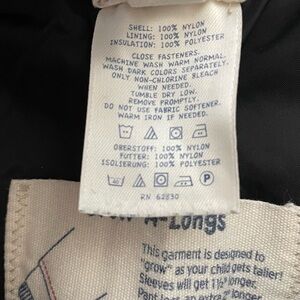 SHELL: 100% NYLON
LINING: 100% NYLON
INSULATION: 100% POLYESTER
CLOSE FASTENERS.
MACHINE WASH WARM NORMAL.
WASH DARK COLORS SEPARATELY.
ONLY NON-CHLORINE BLEACH
WHEN NEEDED.
TUMBLE DRY LOW.
REMOVE PROMPTLY.
DO NOT USE FABRIC SOFTENER.
WARM IRON IF NEEDED.
OBERSTOFF: 100% NYLON
FUTTER: 100% NYLON
ISOLIERUNG: 100% POLYESTER
P
RN 62830
-A-Longs
This garment is designed to
"grow" as your child gets taller!
Sleeves will get 1½" longer.
an extra longer